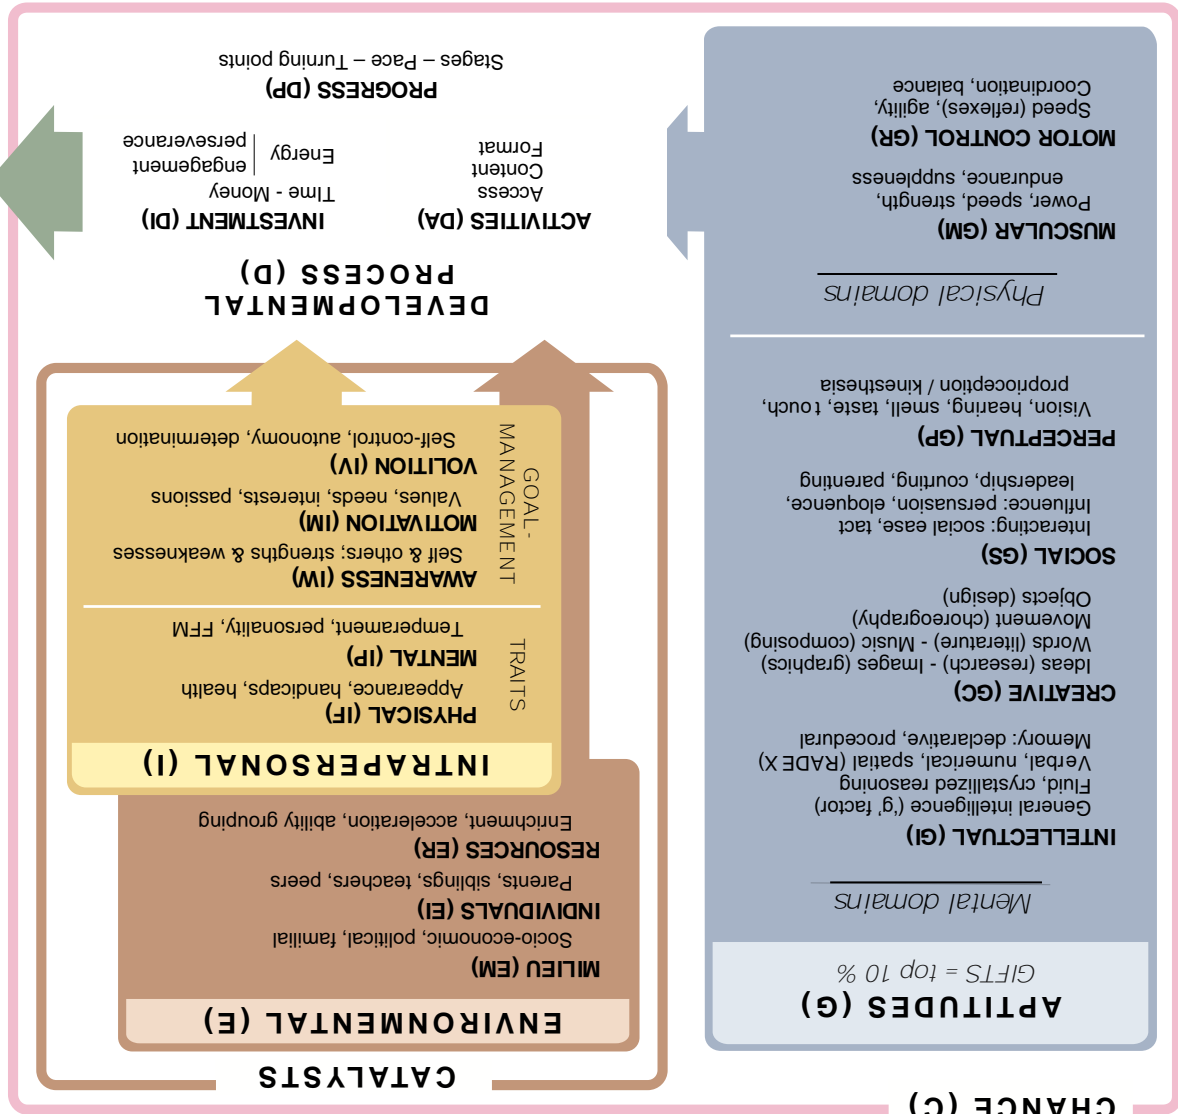 CHANCE (C)
APTITUDES (G)
GIFTS = top 10 %
Mental domains
INTELLECTUAL (GI)
General intelligence ('g' factor)
Fluid, crystallized reasoning
Verbal, numerical, spatial (RADEX)
Memory: declarative, procedural
CREATIVE (GC)
Ideas (research) - Images (graphics)
Words (literature) - Music (composing)
Movement (choreography)
Objects (design)
SOCIAL (GS)
Interacting: social ease, tact
Influence: persuasion, eloquence,
leadership, courting, parenting
PERCEPTUAL (GP)
Vision, hearing, smell, taste, touch,
proprioception / kinesthesia
Physical domains
MUSCULAR (GM)
Power, speed, strength,
endurance, suppleness
MOTOR CONTROL (GR)
Speed (reflexes), agility,
Coordination, balance
CATALYSTS
ENVIRONMENTAL (E)
MILIEU (EM)
Socio-economic, political, familial
INDIVIDUALS (EI)
Parents, siblings, teachers, peers
RESOURCES (ER)
Enrichment, acceleration, ability grouping
INTRAPERSONAL (I)
TRAITS
PHYSICAL (IF)
Appearance, handicaps, health
MENTAL (IP)
Temperament, personality, FFM
GOAL-
MANAGEMENT
AWARENESS (IW)
Self & others; strengths & weaknesses
MOTIVATION (IM)
Values, needs, interests, passions
VOLITION (IV)
Self-control, autonomy, determination
DEVELOPMENTAL
PROCESS (D)
ACTIVITIES (DA)
Access
Content
Format
INVESTMENT (DI)
TIme - Money
Energy
engagement
perseverance
PROGRESS (DP)
Stages – Pace – Turning points